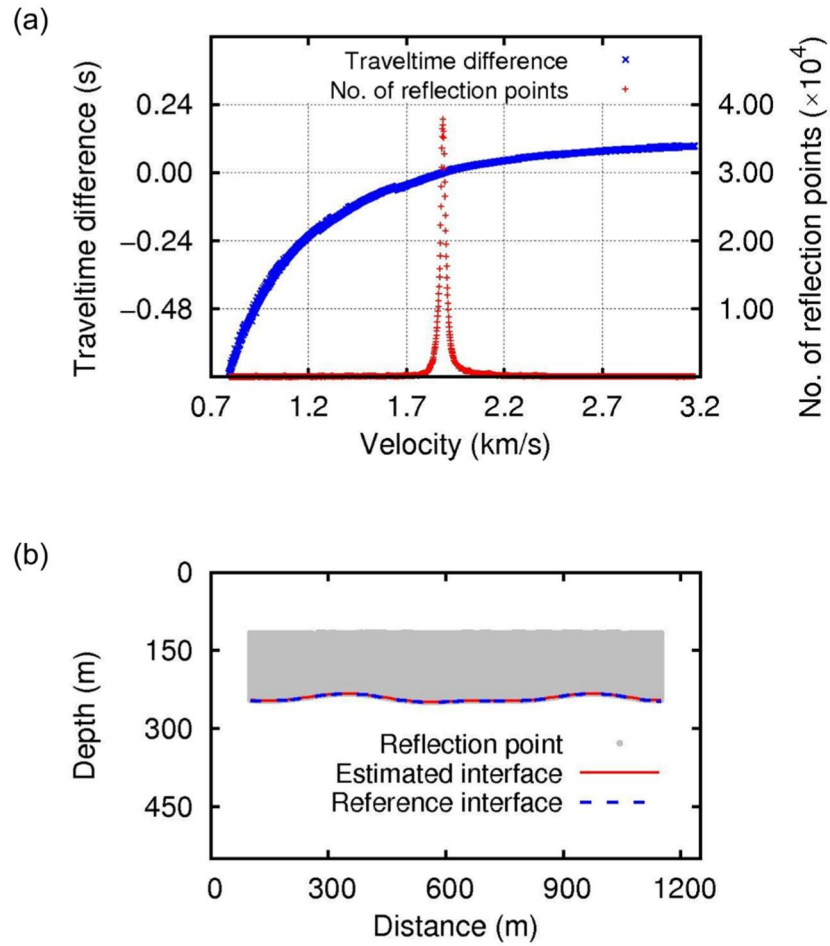 (a)
Traveltime difference
No. of reflection points
Traveltime difference (s)
0.24
0.00
−0.24
−0.48
4.00
3.00
2.00
1.00
No. of reflection points (×10⁴)
0.7 1.2 1.7 2.2 2.7 3.2
Velocity (km/s)
(b)
0
150
300
450
Depth (m)
Reflection point
Estimated interface
Reference interface
0 300 600 900 1200
Distance (m)